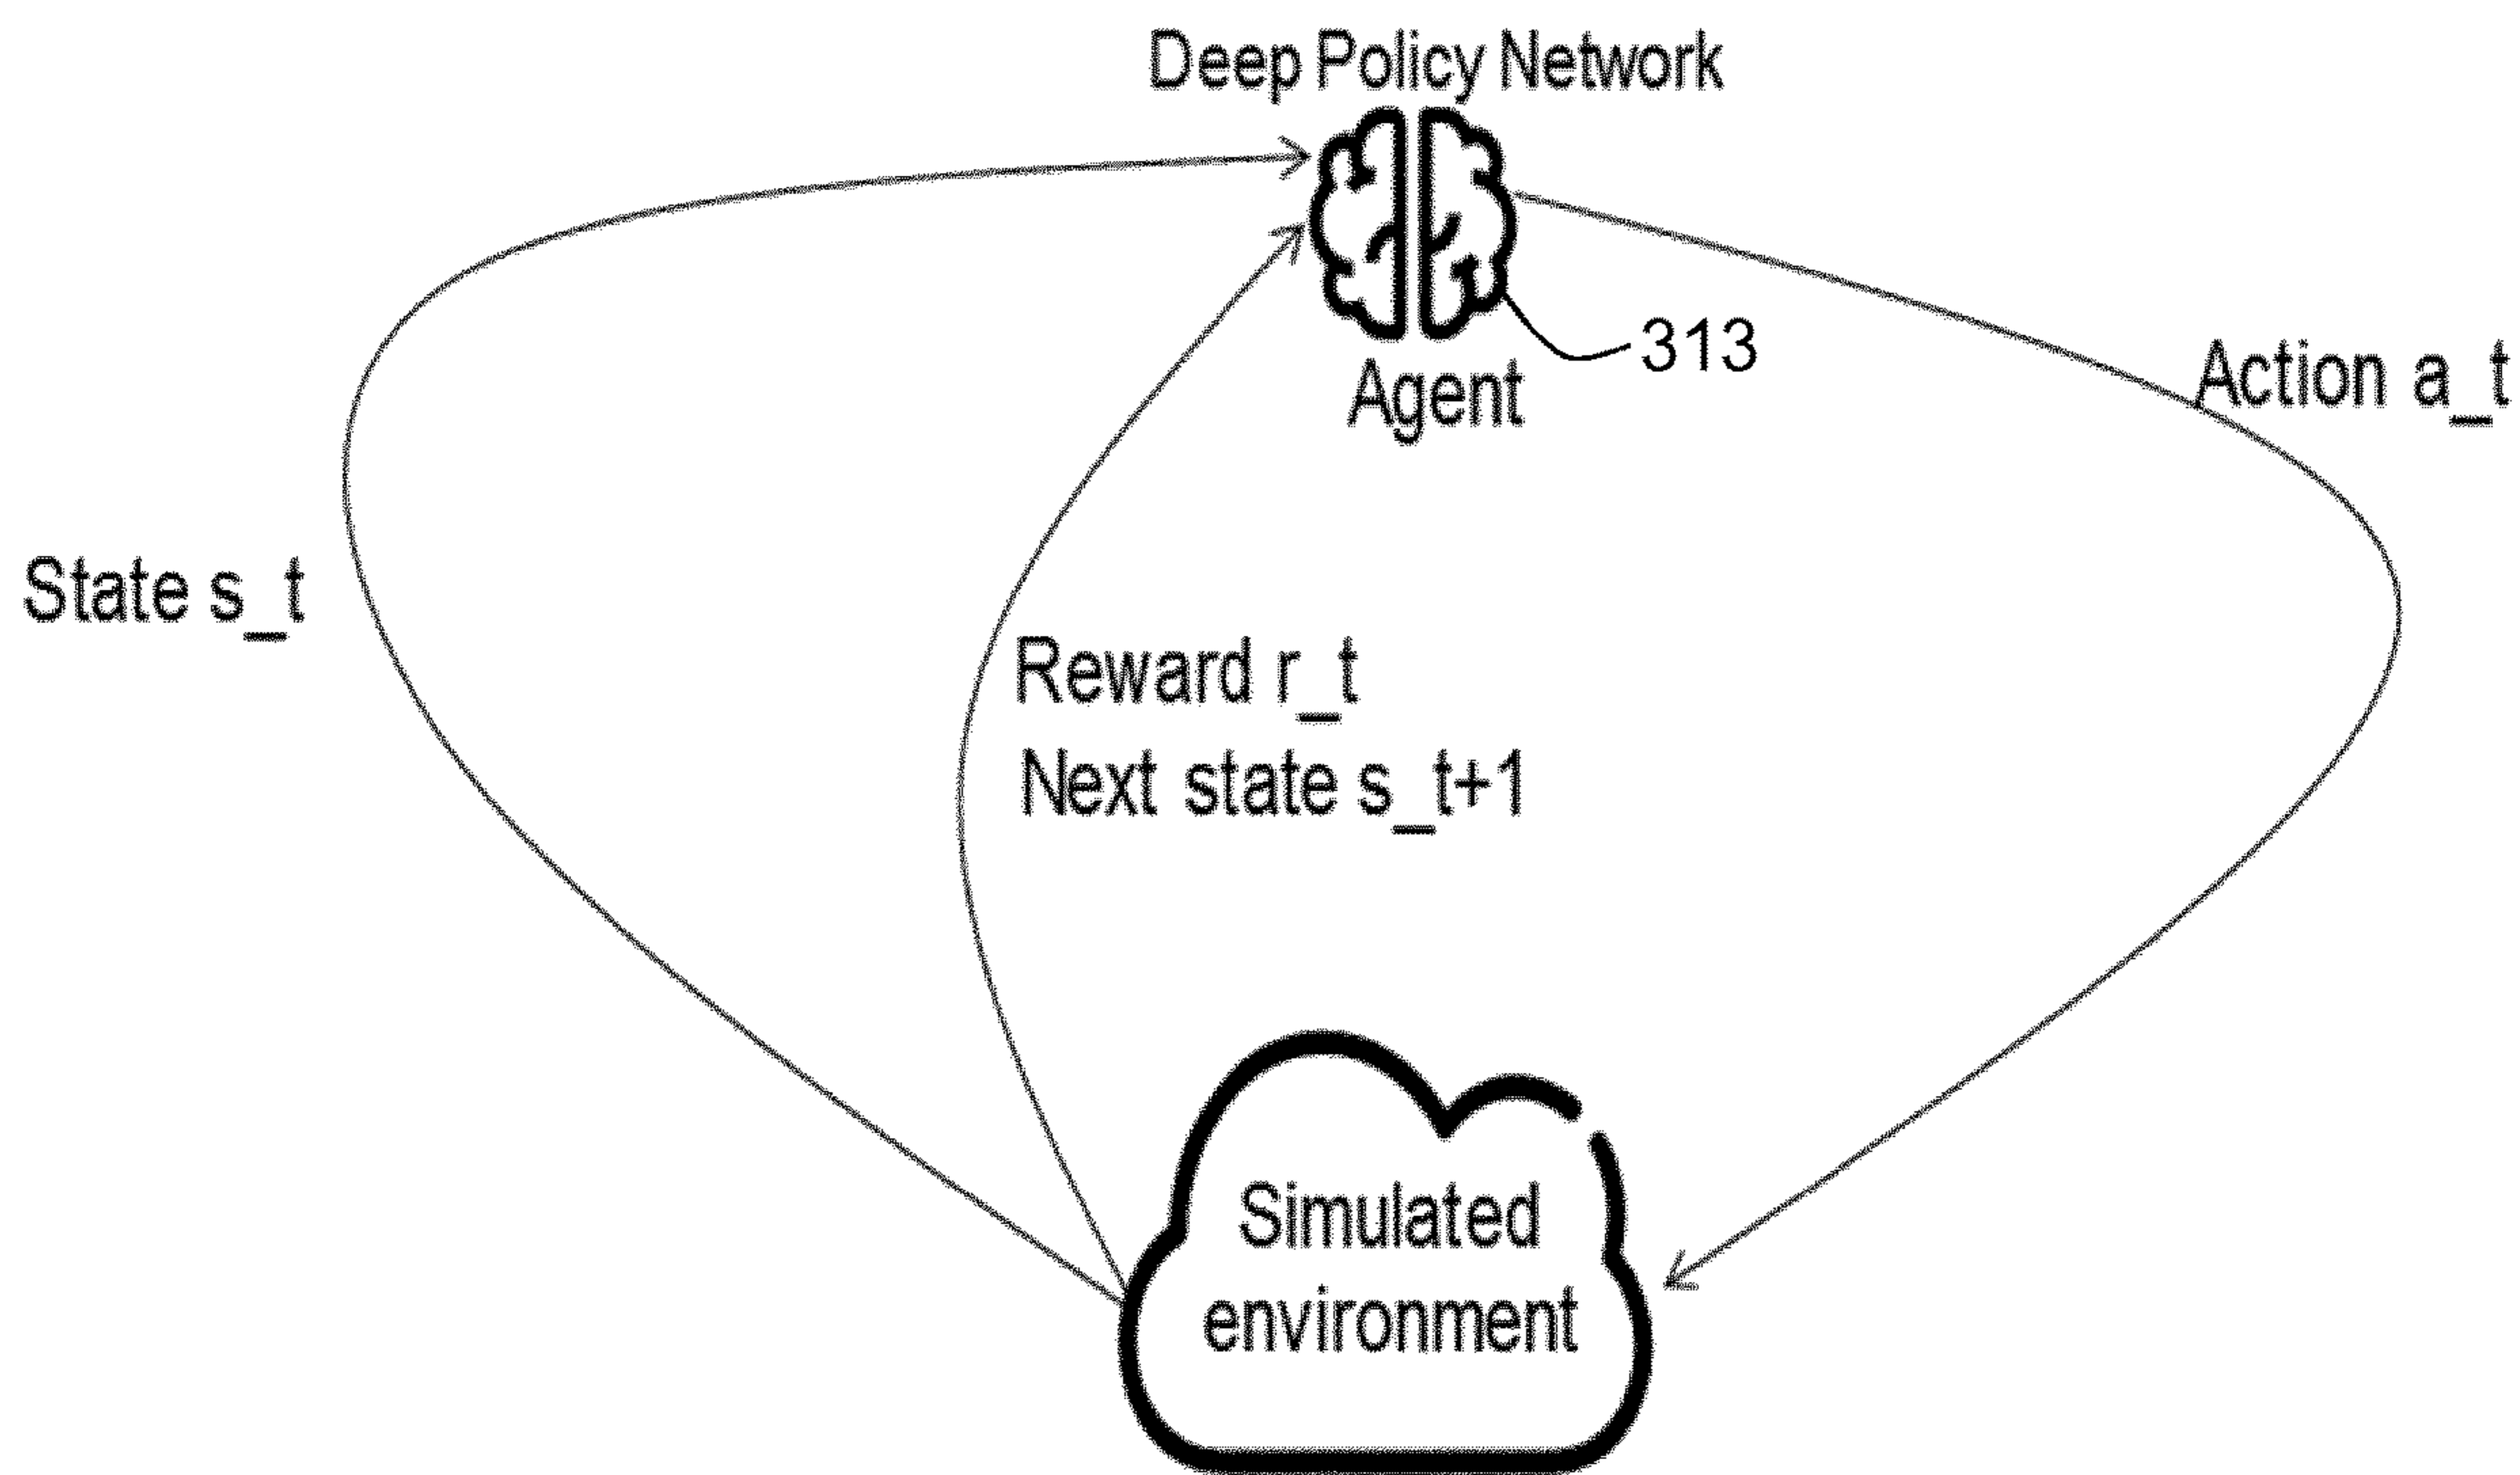 Deep Policy Network
313
Agent
Action a_t
State s_t
Reward r_t
Next state s_t+1
Simulated
environment